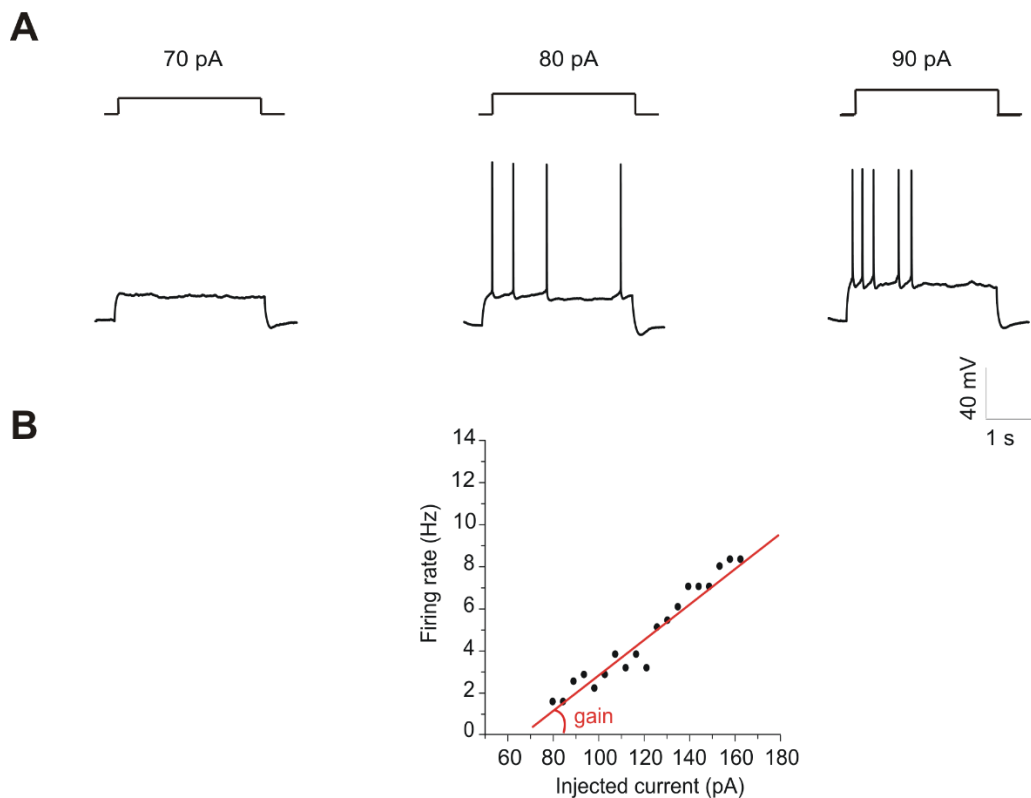 A
70 pA
80 pA
90 pA
40 mV
1 s
B
14
12
10
8
6
4
2
0
Firing rate (Hz)
gain
60 80 100 120 140 160 180
Injected current (pA)